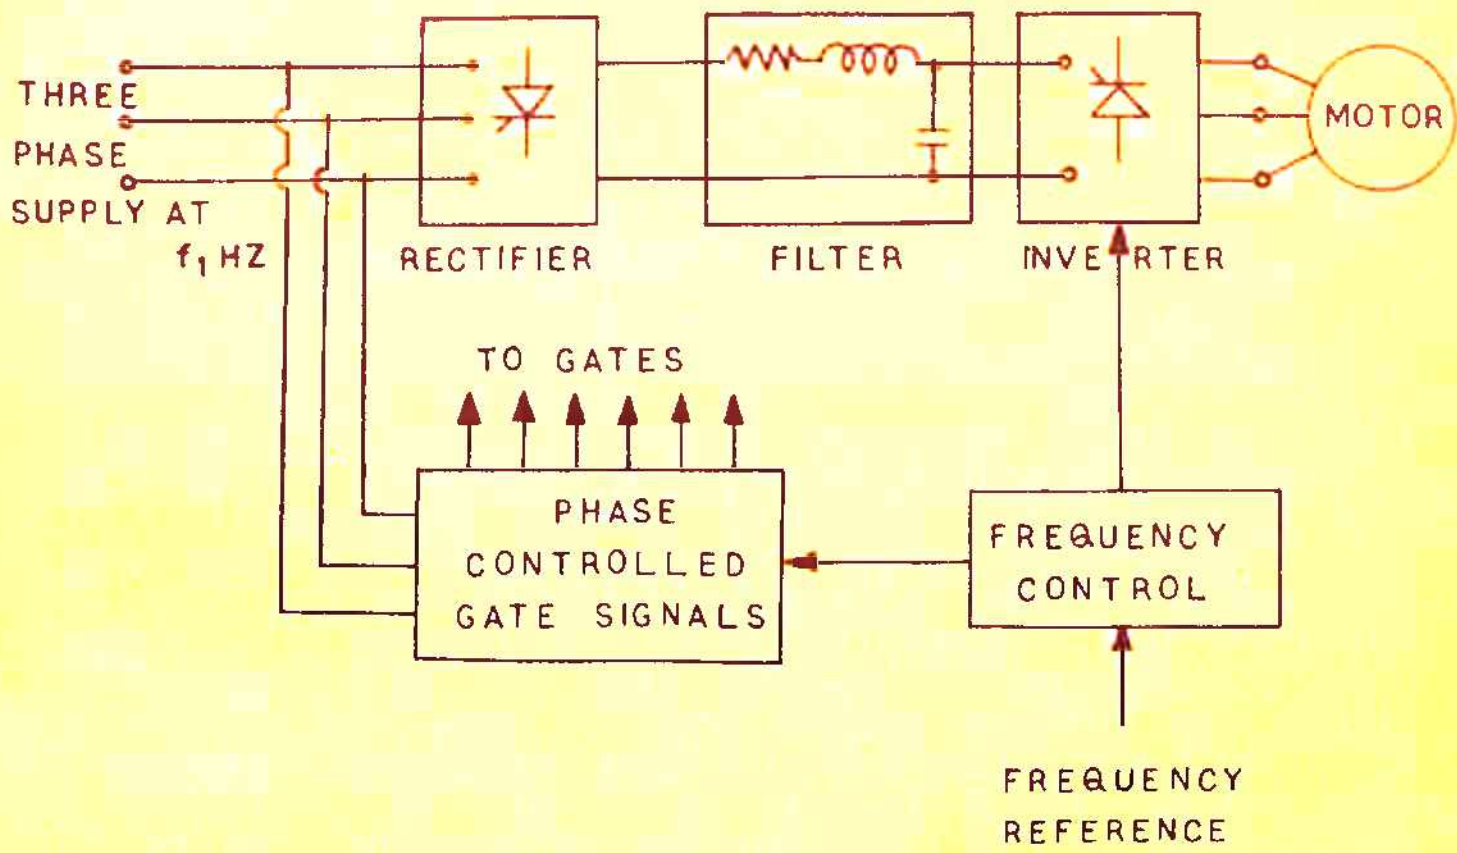 THREE
PHASE
SUPPLY AT
f₁ HZ
RECTIFIER
FILTER
INVERTER
MOTOR
TO GATES
PHASE
CONTROLLED
GATE SIGNALS
FREQUENCY
CONTROL
FREQUENCY
REFERENCE